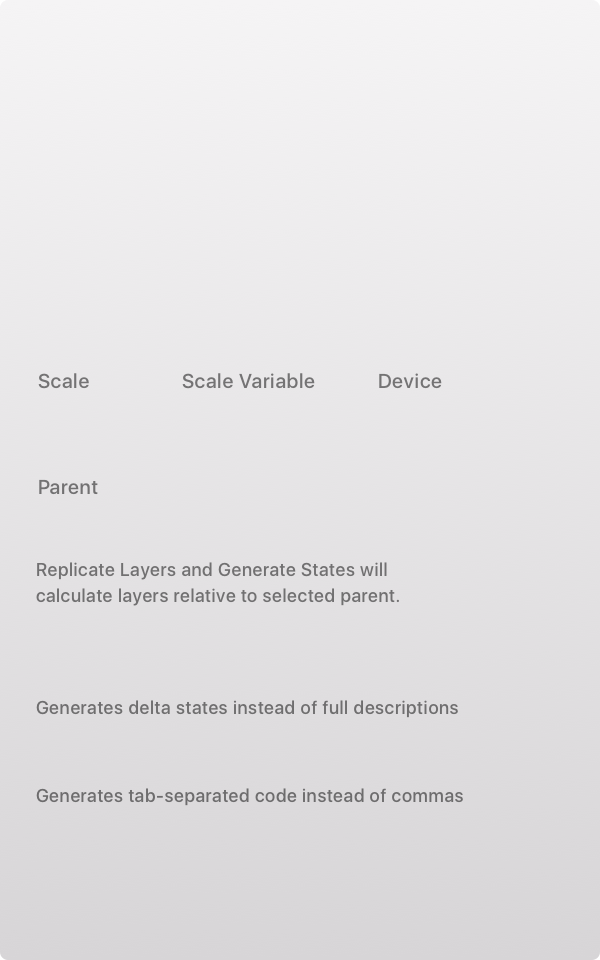 Scale Scale Variable Device
Parent
Replicate Layers and Generate States will
calculate layers relative to selected parent.
Generates delta states instead of full descriptions
Generates tab-separated code instead of commas